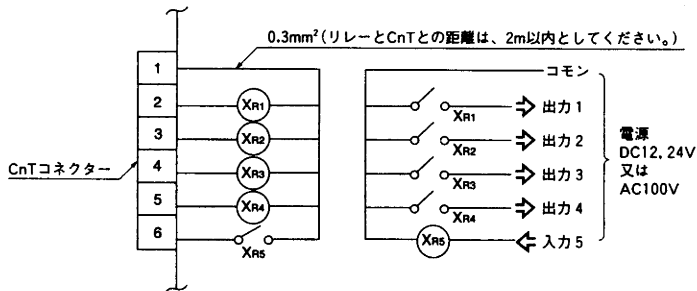 0.3mm²(リレーとCnTとの距離は、2m以内としてください。)
CnTコネクター
1
2
3
4
5
6
XR1
XR2
XR3
XR4
XR5
コモン
XR1
出力1
XR2
出力2
XR3
出力3
XR4
出力4
XR5
入力5
電源
DC12, 24V
又は
AC100V